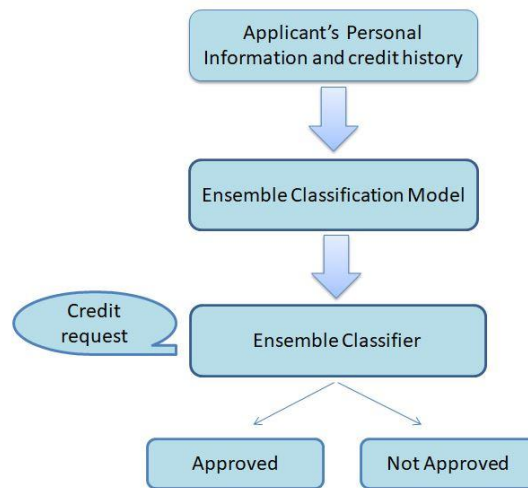 Applicant's Personal
Information and credit history
Ensemble Classification Model
Credit
request
Ensemble Classifier
Approved
Not Approved